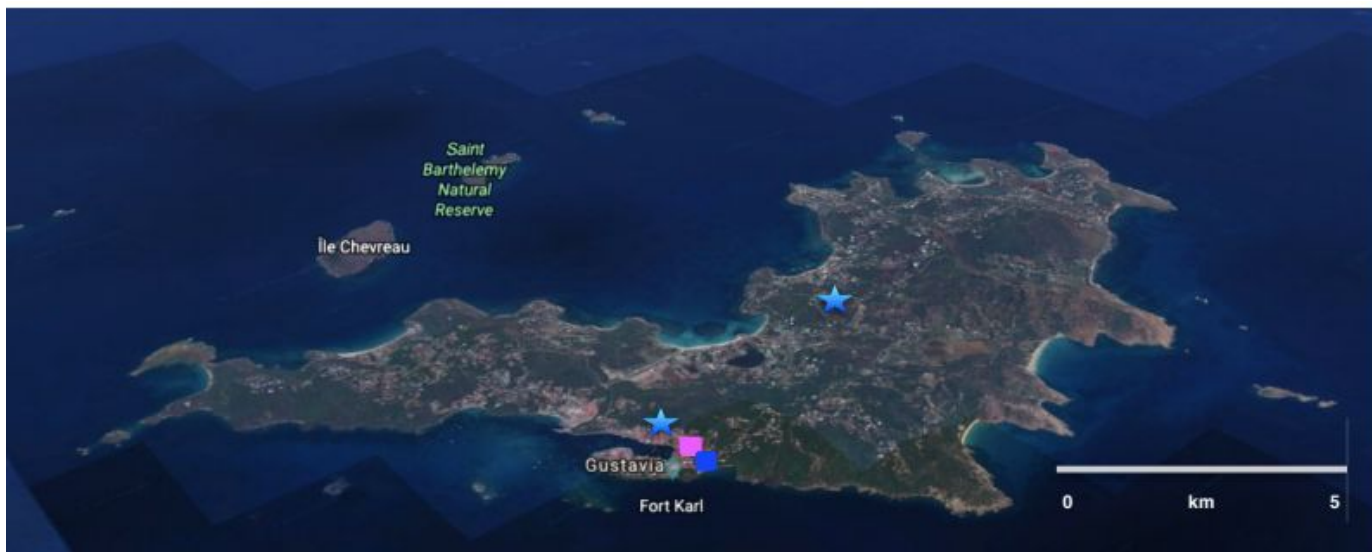 Saint
Barthelemy
Natural
Reserve
Île Chevreau
Gustavia
Fort Karl
0 km 5